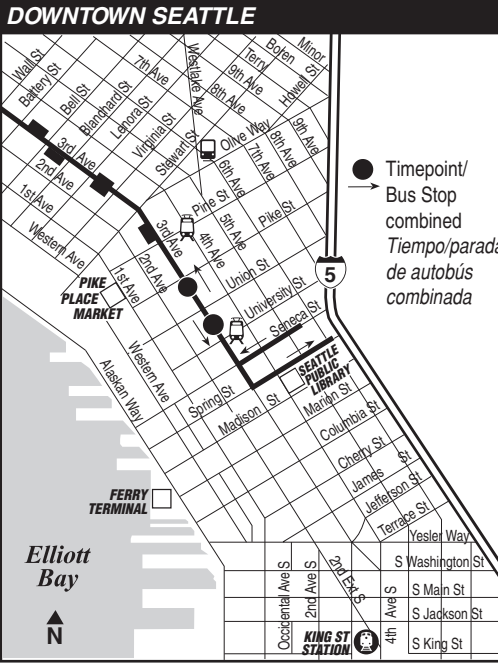 DOWNTOWN SEATTLE
Wall St
Battery St
Bell St
Blanchard St
Lenora St
Virginia St
Stewart St
7th Ave
Westlake Ave
8th Ave
9th Ave
Terry
Boten
Minor
Howell St
Olive Way
9th Ave
8th Ave
7th Ave
6th Ave
5th Ave
4th Ave
3rd Ave
2nd Ave
1st Ave
Western Ave
3rd Ave
2nd Ave
1st Ave
Western Ave
Alaskan Way
Pine St
Pike St
Union St
University St
Seneca St
Spring St
Madison St
Marion St
Columbia St
Cherry St
James St
Jefferson St
Terrace St
Yesler Way
S Washington St
S Main St
S Jackson St
S King St
Occidental Ave S
2nd Ave S
2nd Ext S
4th Ave S
PIKE
PLACE
MARKET
SEATTLE
PUBLIC
LIBRARY
FERRY
TERMINAL
KING ST
STATION
Elliott
Bay
N
5
Timepoint/
Bus Stop
combined
Tiempo/parada
de autobús
combinada